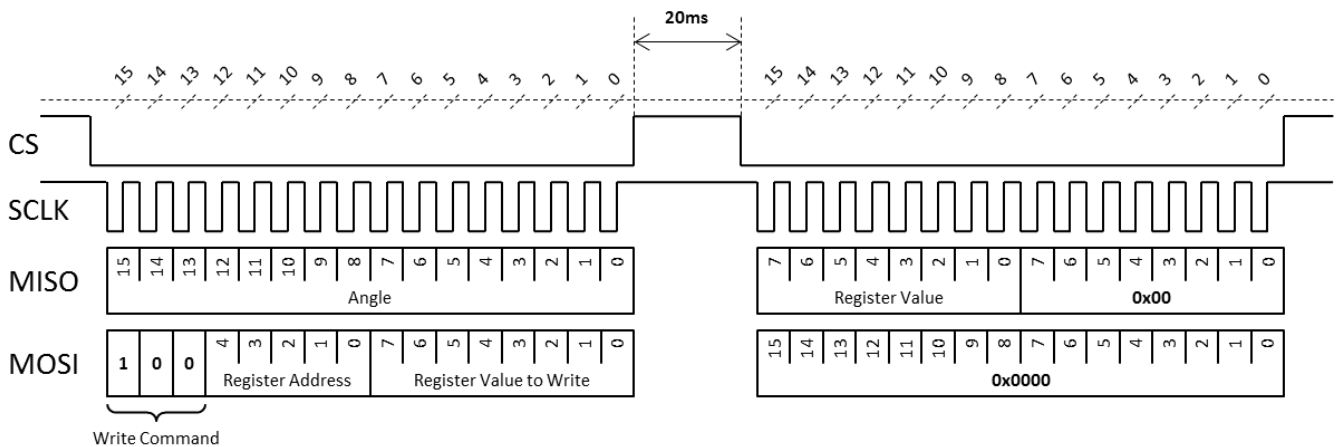 20ms
15 14 13 12 11 10 9 8 7 6 5 4 3 2 1 0 15 14 13 12 11 10 9 8 7 6 5 4 3 2 1 0
CS
SCLK
MISO 15 14 13 12 11 10 9 8 7 6 5 4 3 2 1 0 7 6 5 4 3 2 1 0 7 6 5 4 3 2 1 0
Angle Register Value 0x00
MOSI 1 0 0 4 3 2 1 0 7 6 5 4 3 2 1 0 15 14 13 12 11 10 9 8 7 6 5 4 3 2 1 0
Register Address Register Value to Write 0x0000
Write Command